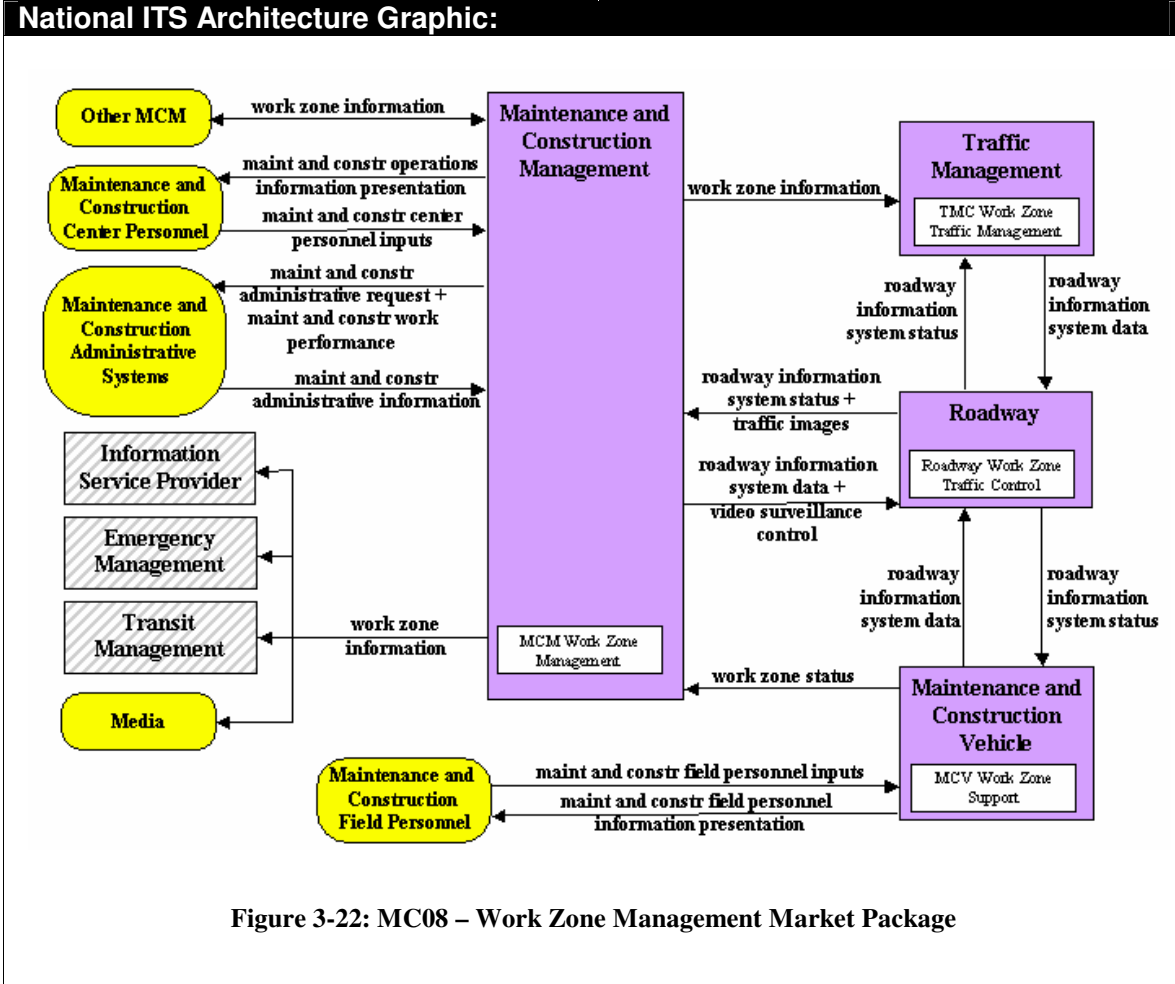 National ITS Architecture Graphic:
Other MCM
work zone information
Maintenance and
Construction
Management
Traffic
Management
TMC Work Zone
Traffic Management
Maintenance and
Construction
Center Personnel
maint and constr operations
information presentation
maint and constr center
personnel inputs
work zone information
Maintenance and
Construction
Administrative
Systems
maint and constr
administrative request +
maint and constr work
performance
maint and constr
administrative information
roadway
information
system status
roadway
information
system data
roadway information
system status +
traffic images
Roadway
Roadway Work Zone
Traffic Control
roadway information
system data +
video surveillance
control
Information
Service Provider
Emergency
Management
Transit
Management
Media
work zone
information
MCM Work Zone
Management
roadway
information
system data
roadway
information
system status
work zone status
Maintenance and
Construction
Vehicle
MCV Work Zone
Support
Maintenance and
Construction
Field Personnel
maint and constr field personnel inputs
maint and constr field personnel
information presentation
Figure 3-22: MC08 – Work Zone Management Market Package